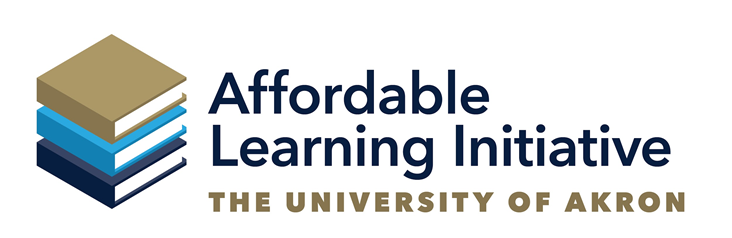 Affordable
Learning Initiative
THE UNIVERSITY OF AKRON